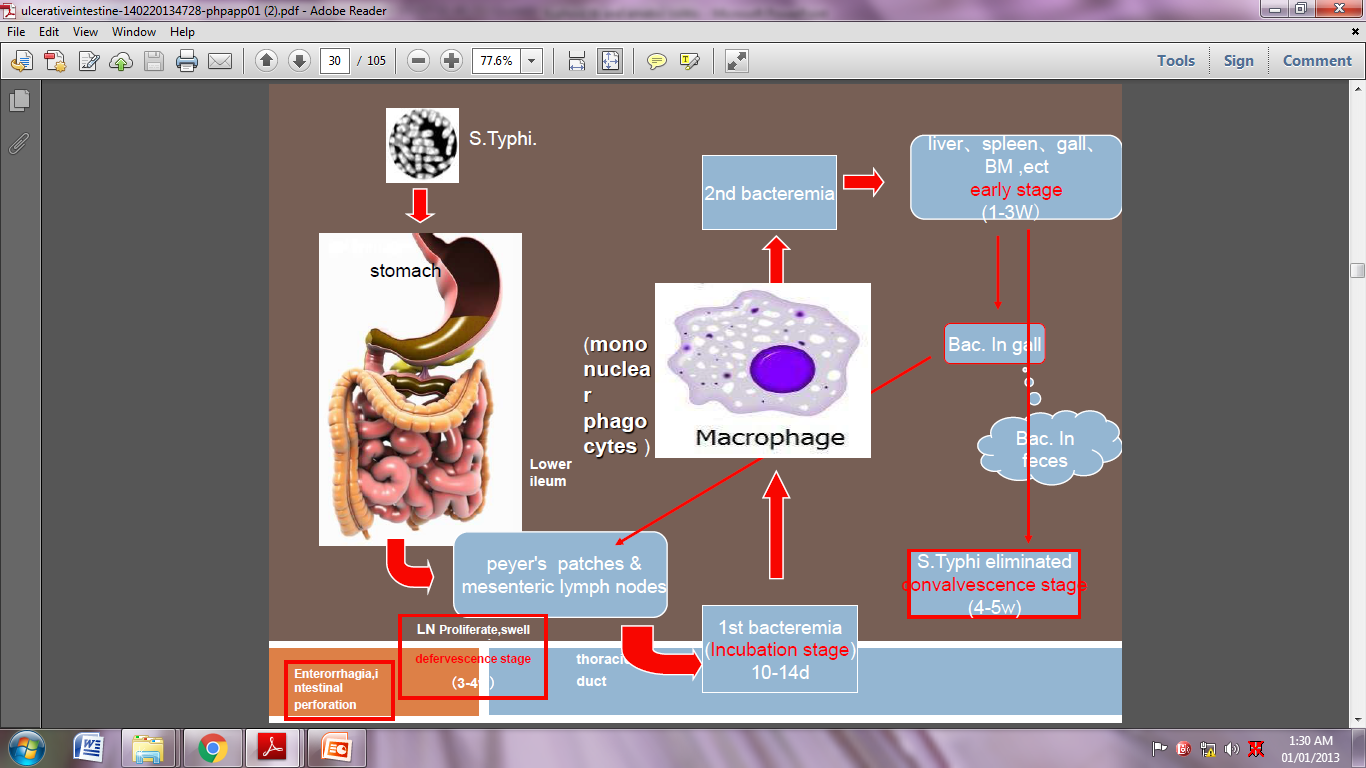 ulcerativeintestine-140220134728-phpapp01 (2).pdf - Adobe Reader
File Edit View Window Help
30 / 105
77.6%
Tools Sign Comment
S.Typhi.
stomach
Lower
ileum
peyer's patches &
mesenteric lymph nodes
LN Proliferate,swell
defervescence stage
(3-4
)
Enterorrhagia,i
ntestinal
perforation
thoraci
duct
1st bacteremia
(Incubation stage)
10-14d
(mono
nuclea
r
phago
cytes )
Macrophage
2nd bacteremia
liver、spleen、gall、
BM ,ect
early stage
(1-3W)
Bac. In gall
Bac. In
feces
S.Typhi eliminated
convalvescence stage
(4-5w)
1:30 AM
01/01/2013